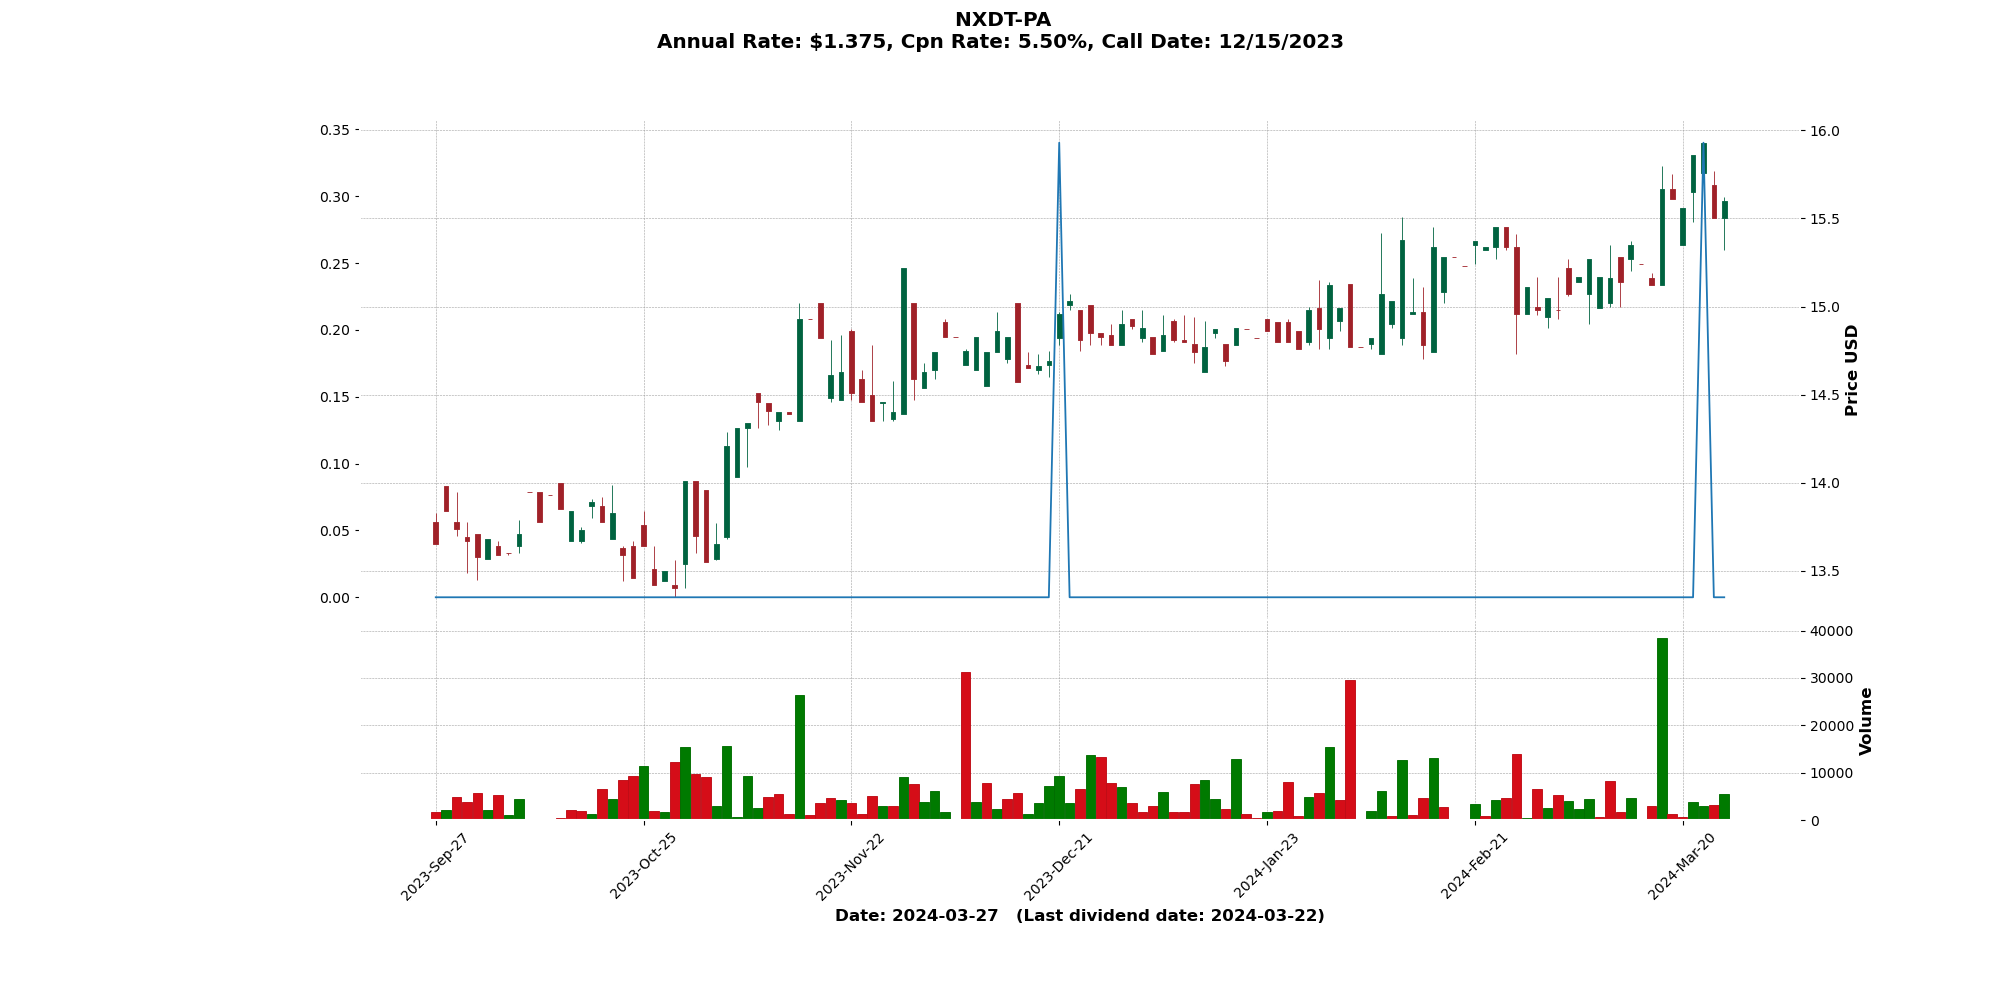 NXDT-PA
Annual Rate: $1.375, Cpn Rate: 5.50%, Call Date: 12/15/2023
0.35
0.30
0.25
0.20
0.15
0.10
0.05
0.00
16.0
15.5
15.0
14.5
14.0
13.5
Price USD
40000
30000
20000
10000
0
Volume
2023-Sep-27
2023-Oct-25
2023-Nov-22
2023-Dec-21
2024-Jan-23
2024-Feb-21
2024-Mar-20
Date: 2024-03-27   (Last dividend date: 2024-03-22)